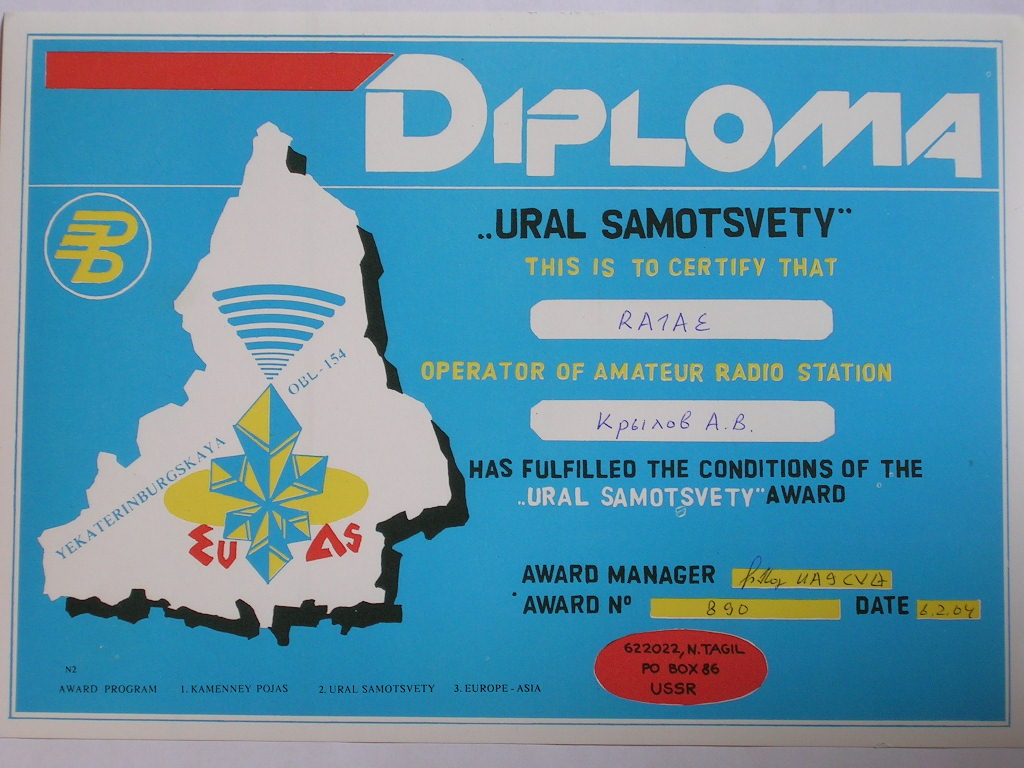 DIPLOMA
„URAL SAMOTSVETY"
THIS IS TO CERTIFY THAT
RA1AE
OPERATOR OF AMATEUR RADIO STATION
Крылов А.В.
HAS FULFILLED THE CONDITIONS OF THE
„URAL SAMOTSVETY" AWARD
OBL-154
YEKATERINBURGSKAYA
EU AS
AWARD MANAGER UA9CVQ
AWARD Nº 890 DATE 6.2.04
622022, N.TAGIL
PO BOX 86
USSR
N2
AWARD PROGRAM 1. KAMENNEY POJAS 2. URAL SAMOTSVETY 3. EUROPE - ASIA